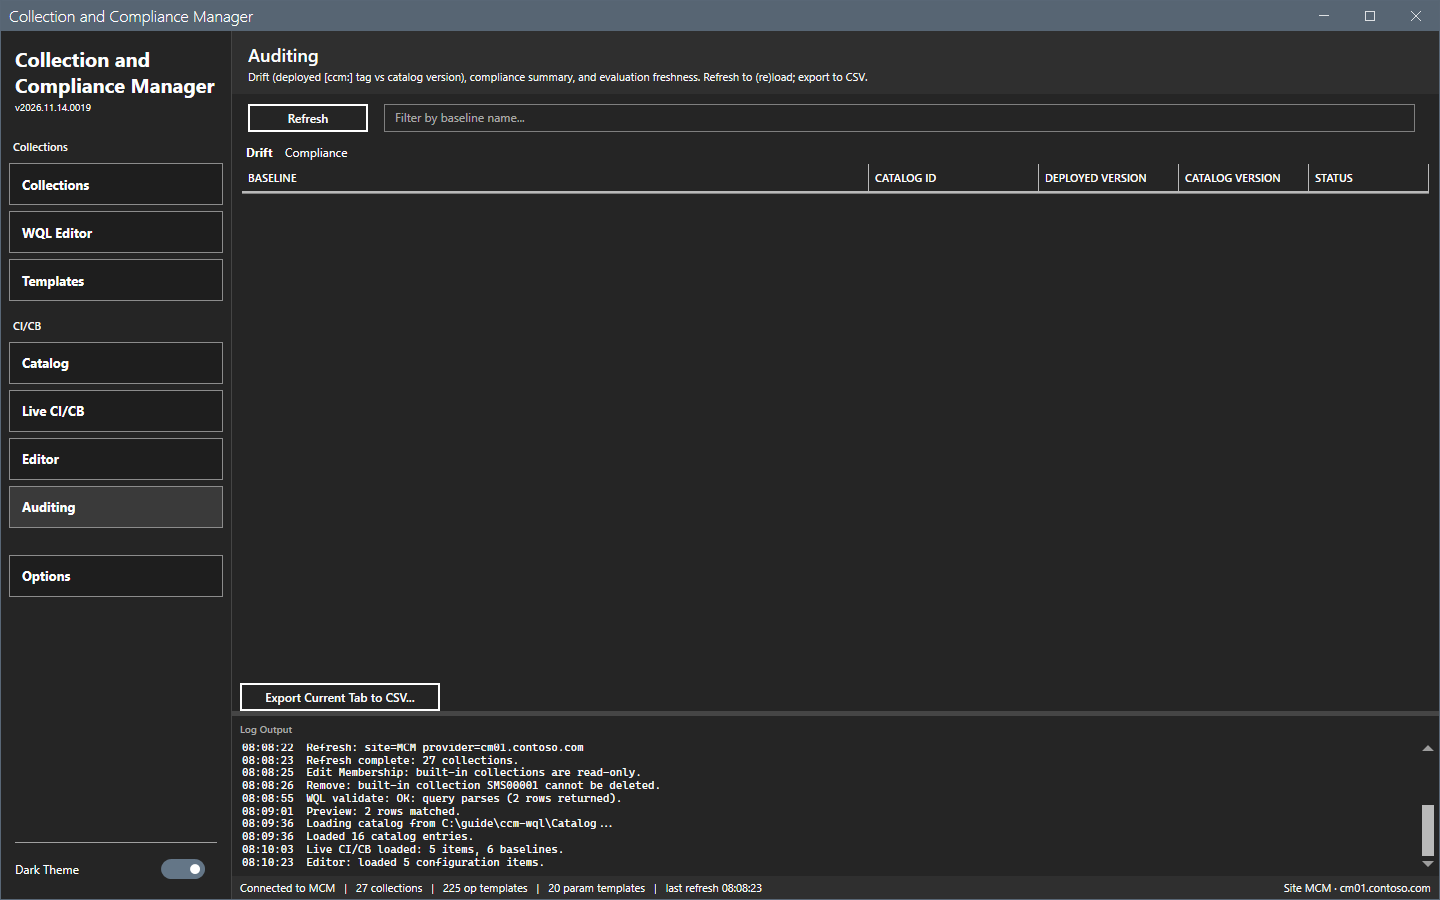 Collection and Compliance Manager
Collection and
Compliance Manager
v2026.11.14.0019
Collections
Collections
WQL Editor
Templates
CI/CB
Catalog
Live CI/CB
Editor
Auditing
Options
Dark Theme
Auditing
Drift (deployed [ccm:] tag vs catalog version), compliance summary, and evaluation freshness. Refresh to (re)load; export to CSV.
Refresh
Filter by baseline name...
Drift Compliance
BASELINE CATALOG ID DEPLOYED VERSION CATALOG VERSION STATUS
Export Current Tab to CSV...
Log Output
08:08:22 Refresh: site=MCM provider=cm01.contoso.com
08:08:23 Refresh complete: 27 collections.
08:08:25 Edit Membership: built-in collections are read-only.
08:08:26 Remove: built-in collection SMS00001 cannot be deleted.
08:08:55 WQL validate: OK: query parses (2 rows returned).
08:09:01 Preview: 2 rows matched.
08:09:36 Loading catalog from C:\guide\ccm-wql\Catalog...
08:09:36 Loaded 16 catalog entries.
08:10:03 Live CI/CB loaded: 5 items, 6 baselines.
08:10:23 Editor: loaded 5 configuration items.
Connected to MCM | 27 collections | 225 op templates | 20 param templates | last refresh 08:08:23
Site MCM · cm01.contoso.com